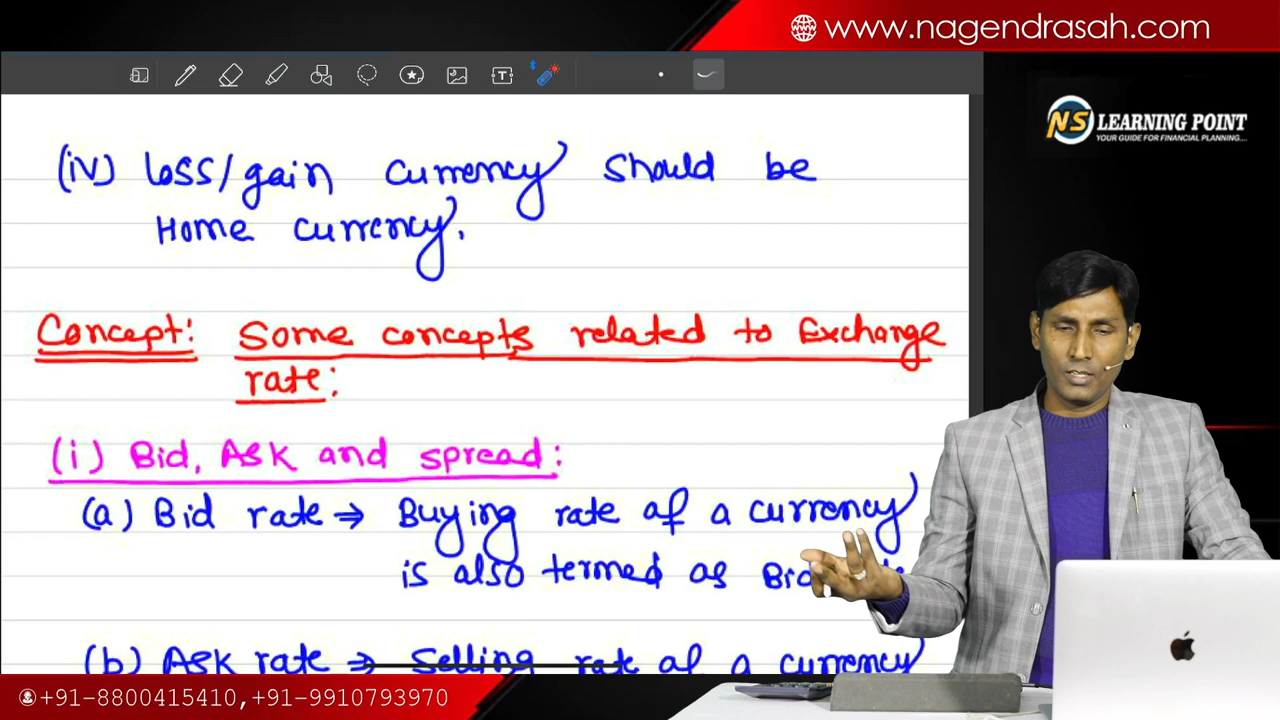 www.nagendrasah.com
NS LEARNING POINT
YOUR GUIDE FOR FINANCIAL PLANNING....
(iv) Loss/gain currency should be
Home currency.
Concept: Some concepts related to Exchange
rate:
(i) Bid, Ask and spread:
(a) Bid rate ⇒ Buying rate of a currency
is also termed as Bid
(b) Ask rate ⇒ Selling rate of a currency
+91-8800415410,+91-9910793970